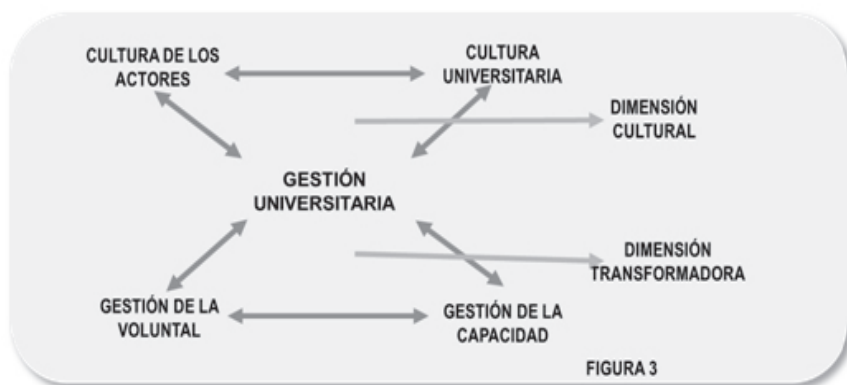 CULTURA DE LOS
ACTORES
CULTURA
UNIVERSITARIA
DIMENSIÓN
CULTURAL
GESTIÓN
UNIVERSITARIA
DIMENSIÓN
TRANSFORMADORA
GESTIÓN DE LA
VOLUNTAL
GESTIÓN DE LA
CAPACIDAD
FIGURA 3